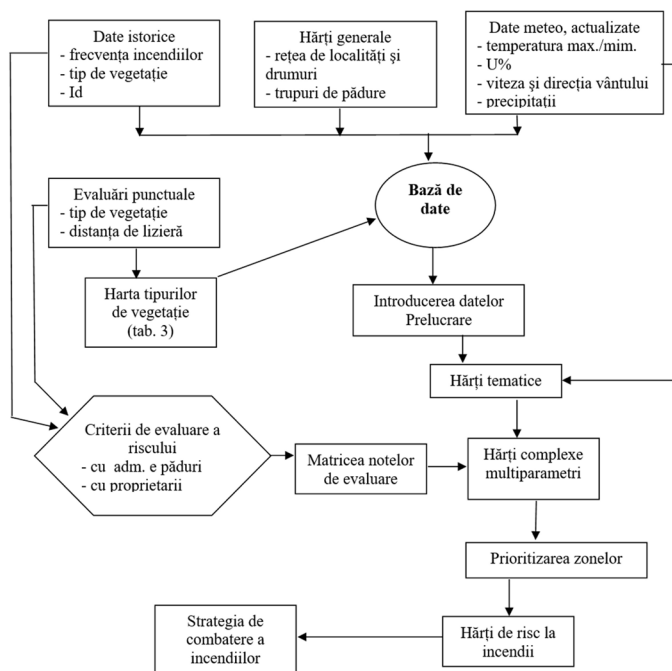 Date istorice
- frecvența incendiilor
- tip de vegetație
- Id
Hărți generale
- rețea de localități și
drumuri
- trupuri de pădure
Date meteo, actualizate
- temperatura max./mim.
- U%
- viteza și direcția vântului
- precipitații
Evaluări punctuale
- tip de vegetație
- distanța de lizieră
Bază de
date
Harta tipurilor
de vegetație
(tab. 3)
Introducerea datelor
Prelucrare
Hărți tematice
Criterii de evaluare a
riscului
- cu adm. e păduri
- cu proprietarii
Matricea notelor
de evaluare
Hărți complexe
multiparametri
Prioritizarea zonelor
Strategia de
combatere a
incendiilor
Hărți de risc la
incendii